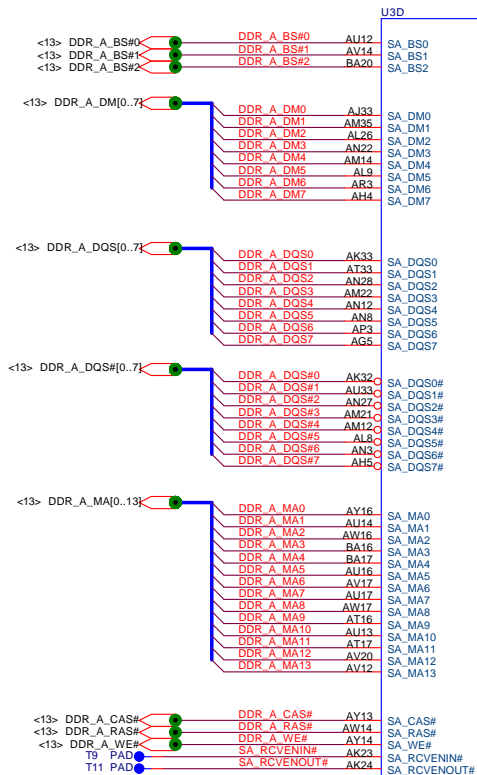 U3D
<13> DDR_A_BS#0 DDR_A_BS#0 AU12 SA_BS0
<13> DDR_A_BS#1 DDR_A_BS#1 AV14 SA_BS1
<13> DDR_A_BS#2 DDR_A_BS#2 BA20 SA_BS2
<13> DDR_A_DM[0..7]
DDR_A_DM0 AJ33 SA_DM0
DDR_A_DM1 AM35 SA_DM1
DDR_A_DM2 AL26 SA_DM2
DDR_A_DM3 AN22 SA_DM3
DDR_A_DM4 AM14 SA_DM4
DDR_A_DM5 AL9 SA_DM5
DDR_A_DM6 AR3 SA_DM6
DDR_A_DM7 AH4 SA_DM7
<13> DDR_A_DQS[0..7]
DDR_A_DQS0 AK33 SA_DQS0
DDR_A_DQS1 AT33 SA_DQS1
DDR_A_DQS2 AN28 SA_DQS2
DDR_A_DQS3 AM22 SA_DQS3
DDR_A_DQS4 AN12 SA_DQS4
DDR_A_DQS5 AN8 SA_DQS5
DDR_A_DQS6 AP3 SA_DQS6
DDR_A_DQS7 AG5 SA_DQS7
<13> DDR_A_DQS#[0..7]
DDR_A_DQS#0 AK32 SA_DQS0#
DDR_A_DQS#1 AU33 SA_DQS1#
DDR_A_DQS#2 AN27 SA_DQS2#
DDR_A_DQS#3 AM21 SA_DQS3#
DDR_A_DQS#4 AM12 SA_DQS4#
DDR_A_DQS#5 AL8 SA_DQS5#
DDR_A_DQS#6 AN3 SA_DQS6#
DDR_A_DQS#7 AH5 SA_DQS7#
<13> DDR_A_MA[0..13]
DDR_A_MA0 AY16 SA_MA0
DDR_A_MA1 AU14 SA_MA1
DDR_A_MA2 AW16 SA_MA2
DDR_A_MA3 BA16 SA_MA3
DDR_A_MA4 BA17 SA_MA4
DDR_A_MA5 AU16 SA_MA5
DDR_A_MA6 AV17 SA_MA6
DDR_A_MA7 AU17 SA_MA7
DDR_A_MA8 AW17 SA_MA8
DDR_A_MA9 AT16 SA_MA9
DDR_A_MA10 AU13 SA_MA10
DDR_A_MA11 AT17 SA_MA11
DDR_A_MA12 AV20 SA_MA12
DDR_A_MA13 AV12 SA_MA13
<13> DDR_A_CAS# DDR_A_CAS# AY13 SA_CAS#
<13> DDR_A_RAS# DDR_A_RAS# AW14 SA_RAS#
<13> DDR_A_WE# DDR_A_WE# AY14 SA_WE#
T9 PAD SA_RCVENIN# AK23 SA_RCVENIN#
T11 PAD SA_RCVENOUT# AK24 SA_RCVENOUT#